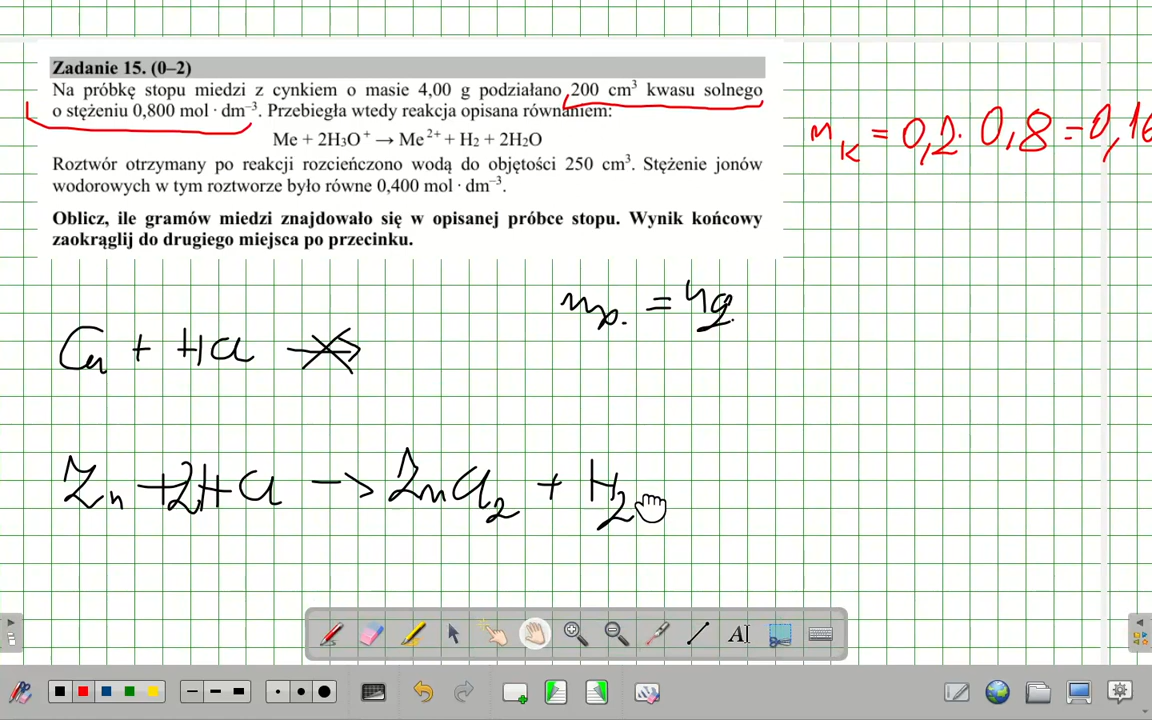 Zadanie 15. (0–2)
Na próbkę stopu miedzi z cynkiem o masie 4,00 g podziałano 200 cm³ kwasu solnego
o stężeniu 0,800 mol · dm⁻³. Przebiegła wtedy reakcja opisana równaniem:
Me + 2H₃O⁺ → Me²⁺ + H₂ + 2H₂O
Roztwór otrzymany po reakcji rozcieńczono wodą do objętości 250 cm³. Stężenie jonów
wodorowych w tym roztworze było równe 0,400 mol · dm⁻³.
Oblicz, ile gramów miedzi znajdowało się w opisanej próbce stopu. Wynik końcowy
zaokrąglij do drugiego miejsca po przecinku.
n K = 0,2 · 0,8 = 0,16
mp. = 4g
Cu + HCl →
Zn + 2HCl → ZnCl₂ + H₂
A